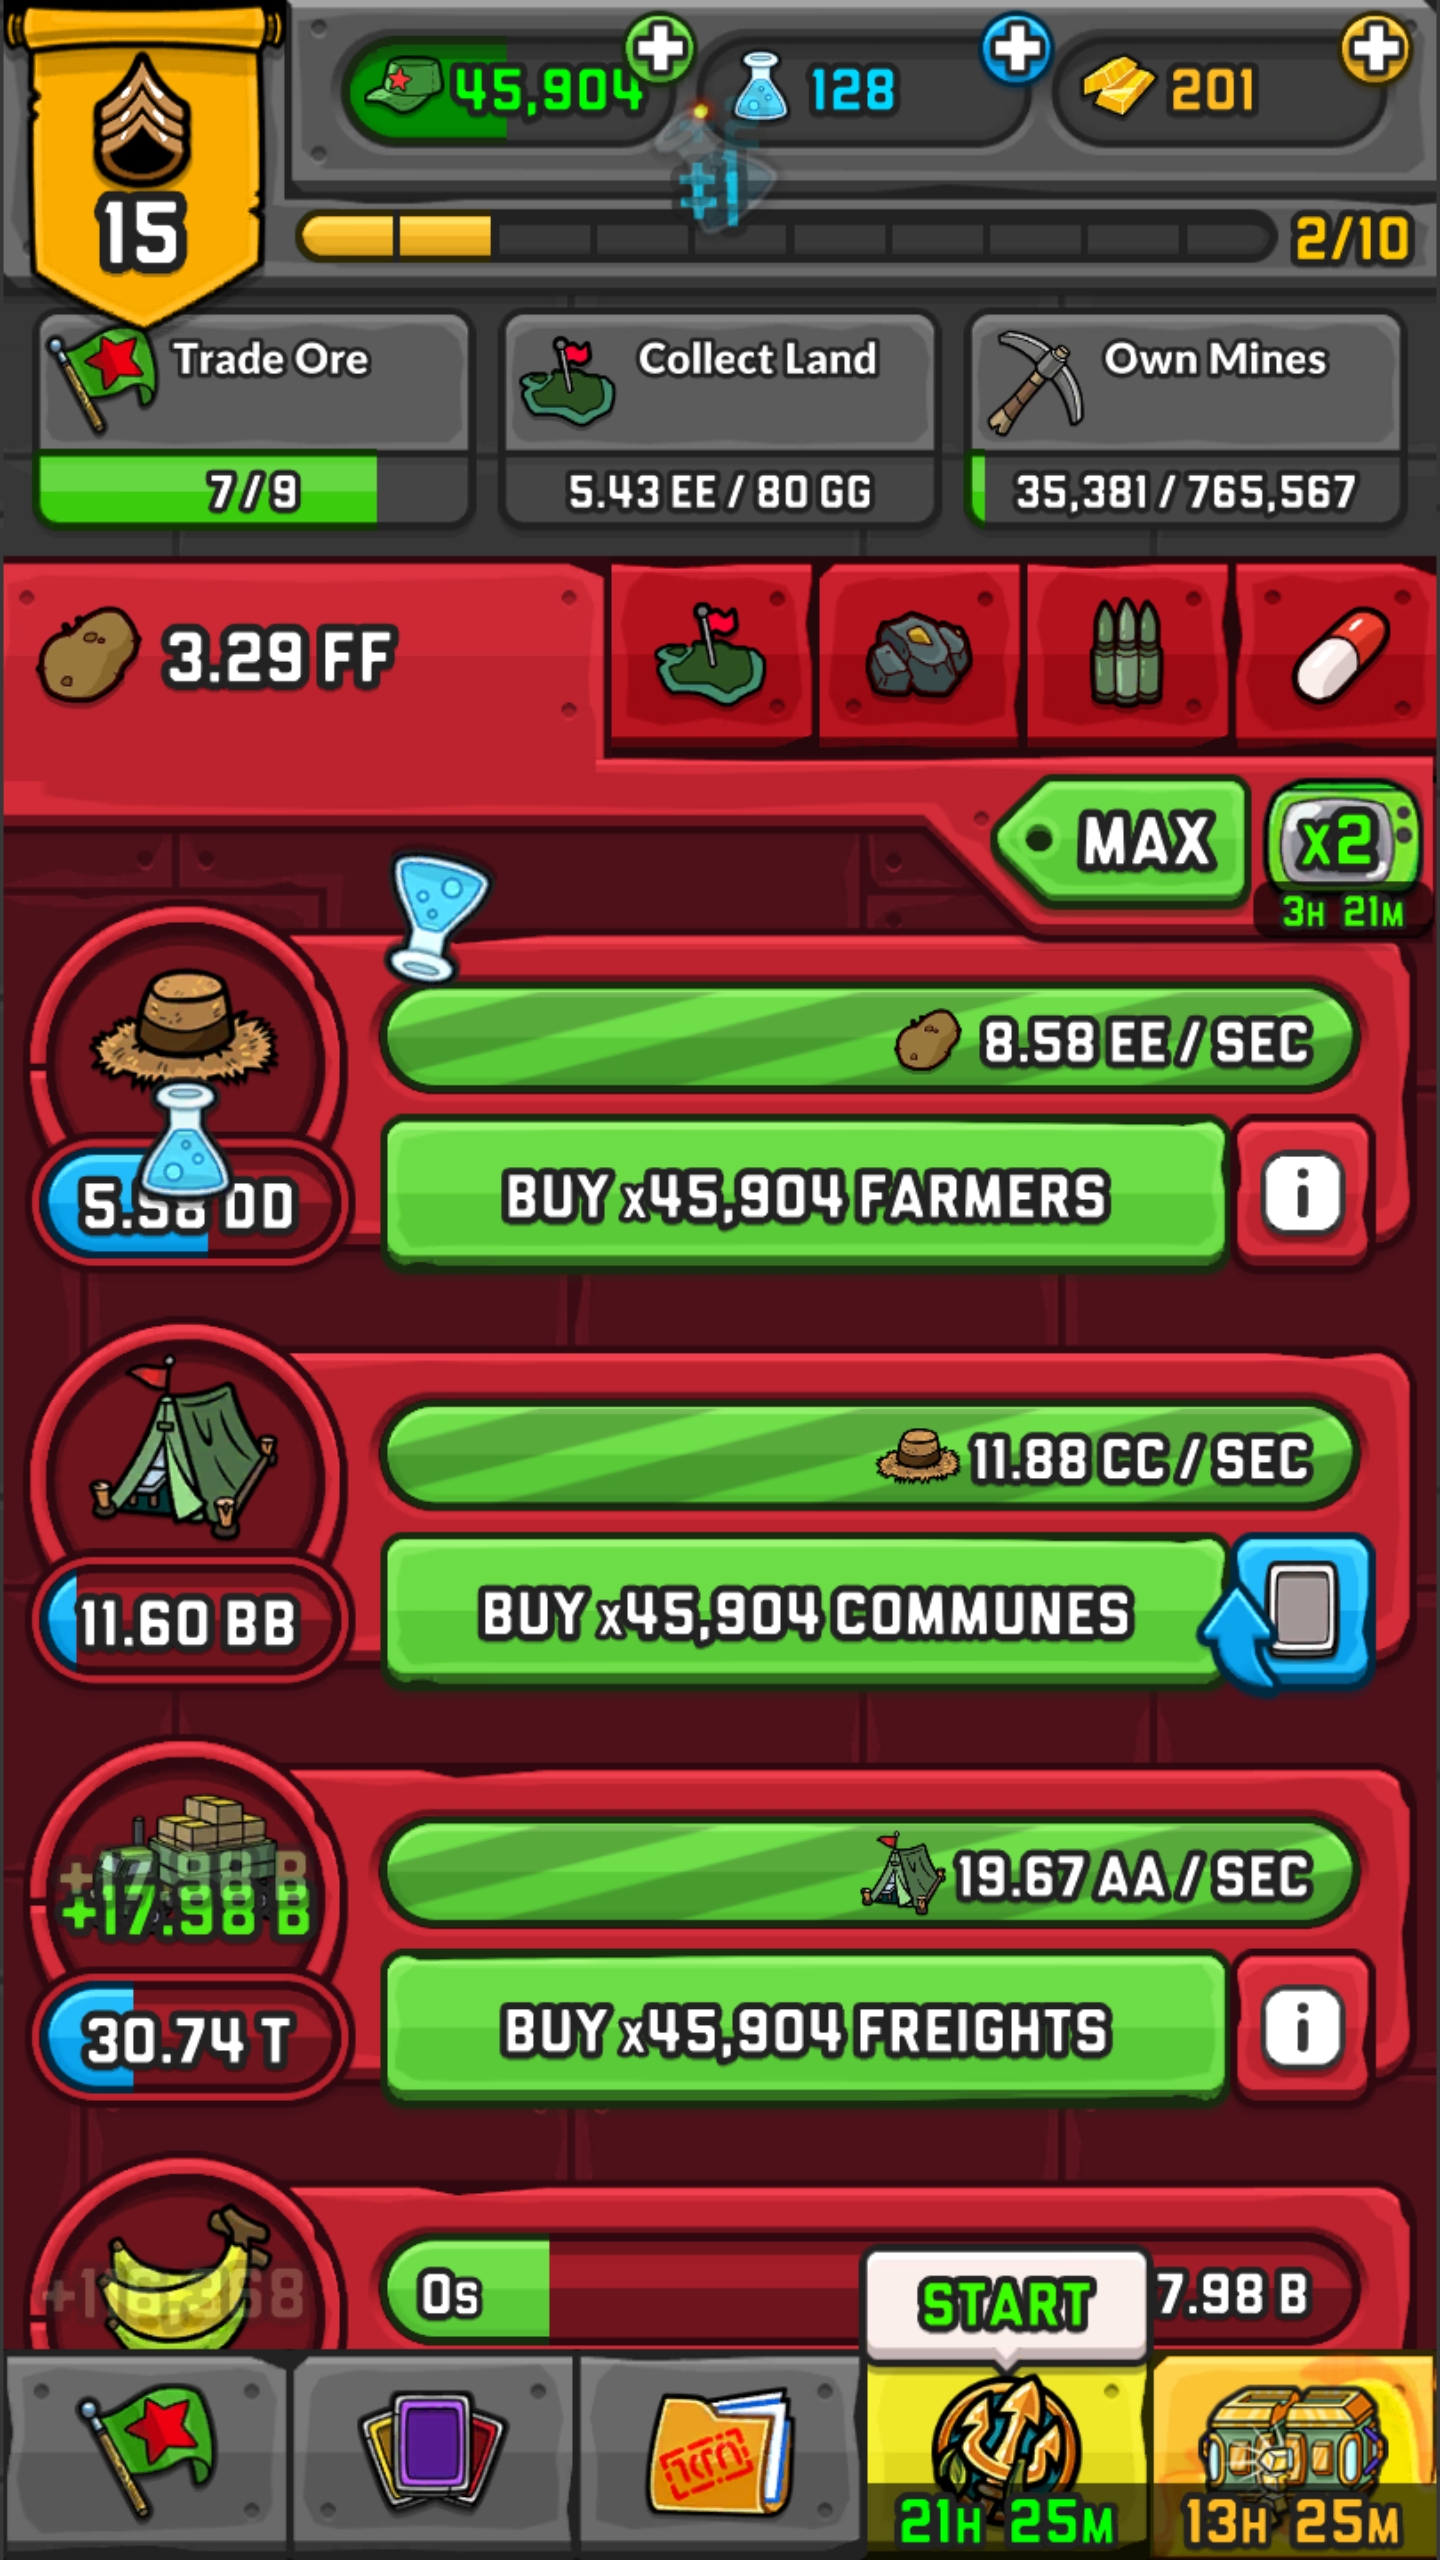 15
45,904
128
201
+1
2/10
Trade Ore
7/9
Collect Land
5.43 EE / 80 GG
Own Mines
35,381 / 765,567
3.29 FF
MAX
x2
3H 21M
8.58 EE / SEC
5.58 DD
BUY x45,904 FARMERS
i
11.88 CC / SEC
11.60 BB
BUY x45,904 COMMUNES
19.67 AA / SEC
+17.98 B
+17.98 B
30.74 T
BUY x45,904 FREIGHTS
i
0s
7.98 B
START
21H 25M
13H 25M